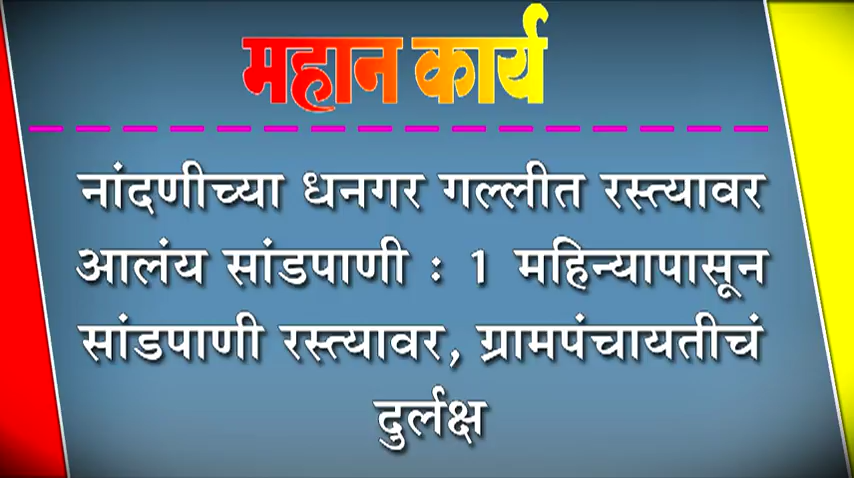 महान कार्य
नांदणीच्या धनगर गल्लीत रस्त्यावर
आलंय सांडपाणी : 1 महिन्यापासून
सांडपाणी रस्त्यावर, ग्रामपंचायतीचं
दुर्लक्ष